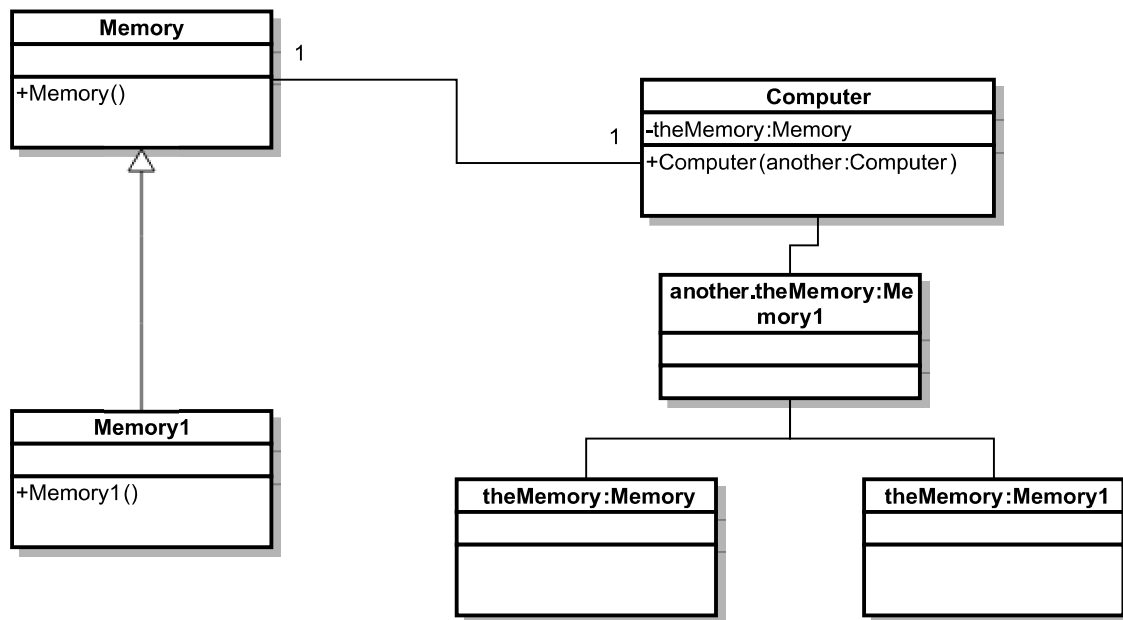 Memory
1
+Memory()
Computer
-theMemory:Memory
1
+Computer(another:Computer)
another.theMemory:Me
mory1
Memory1
+Memory1()
theMemory:Memory
theMemory:Memory1